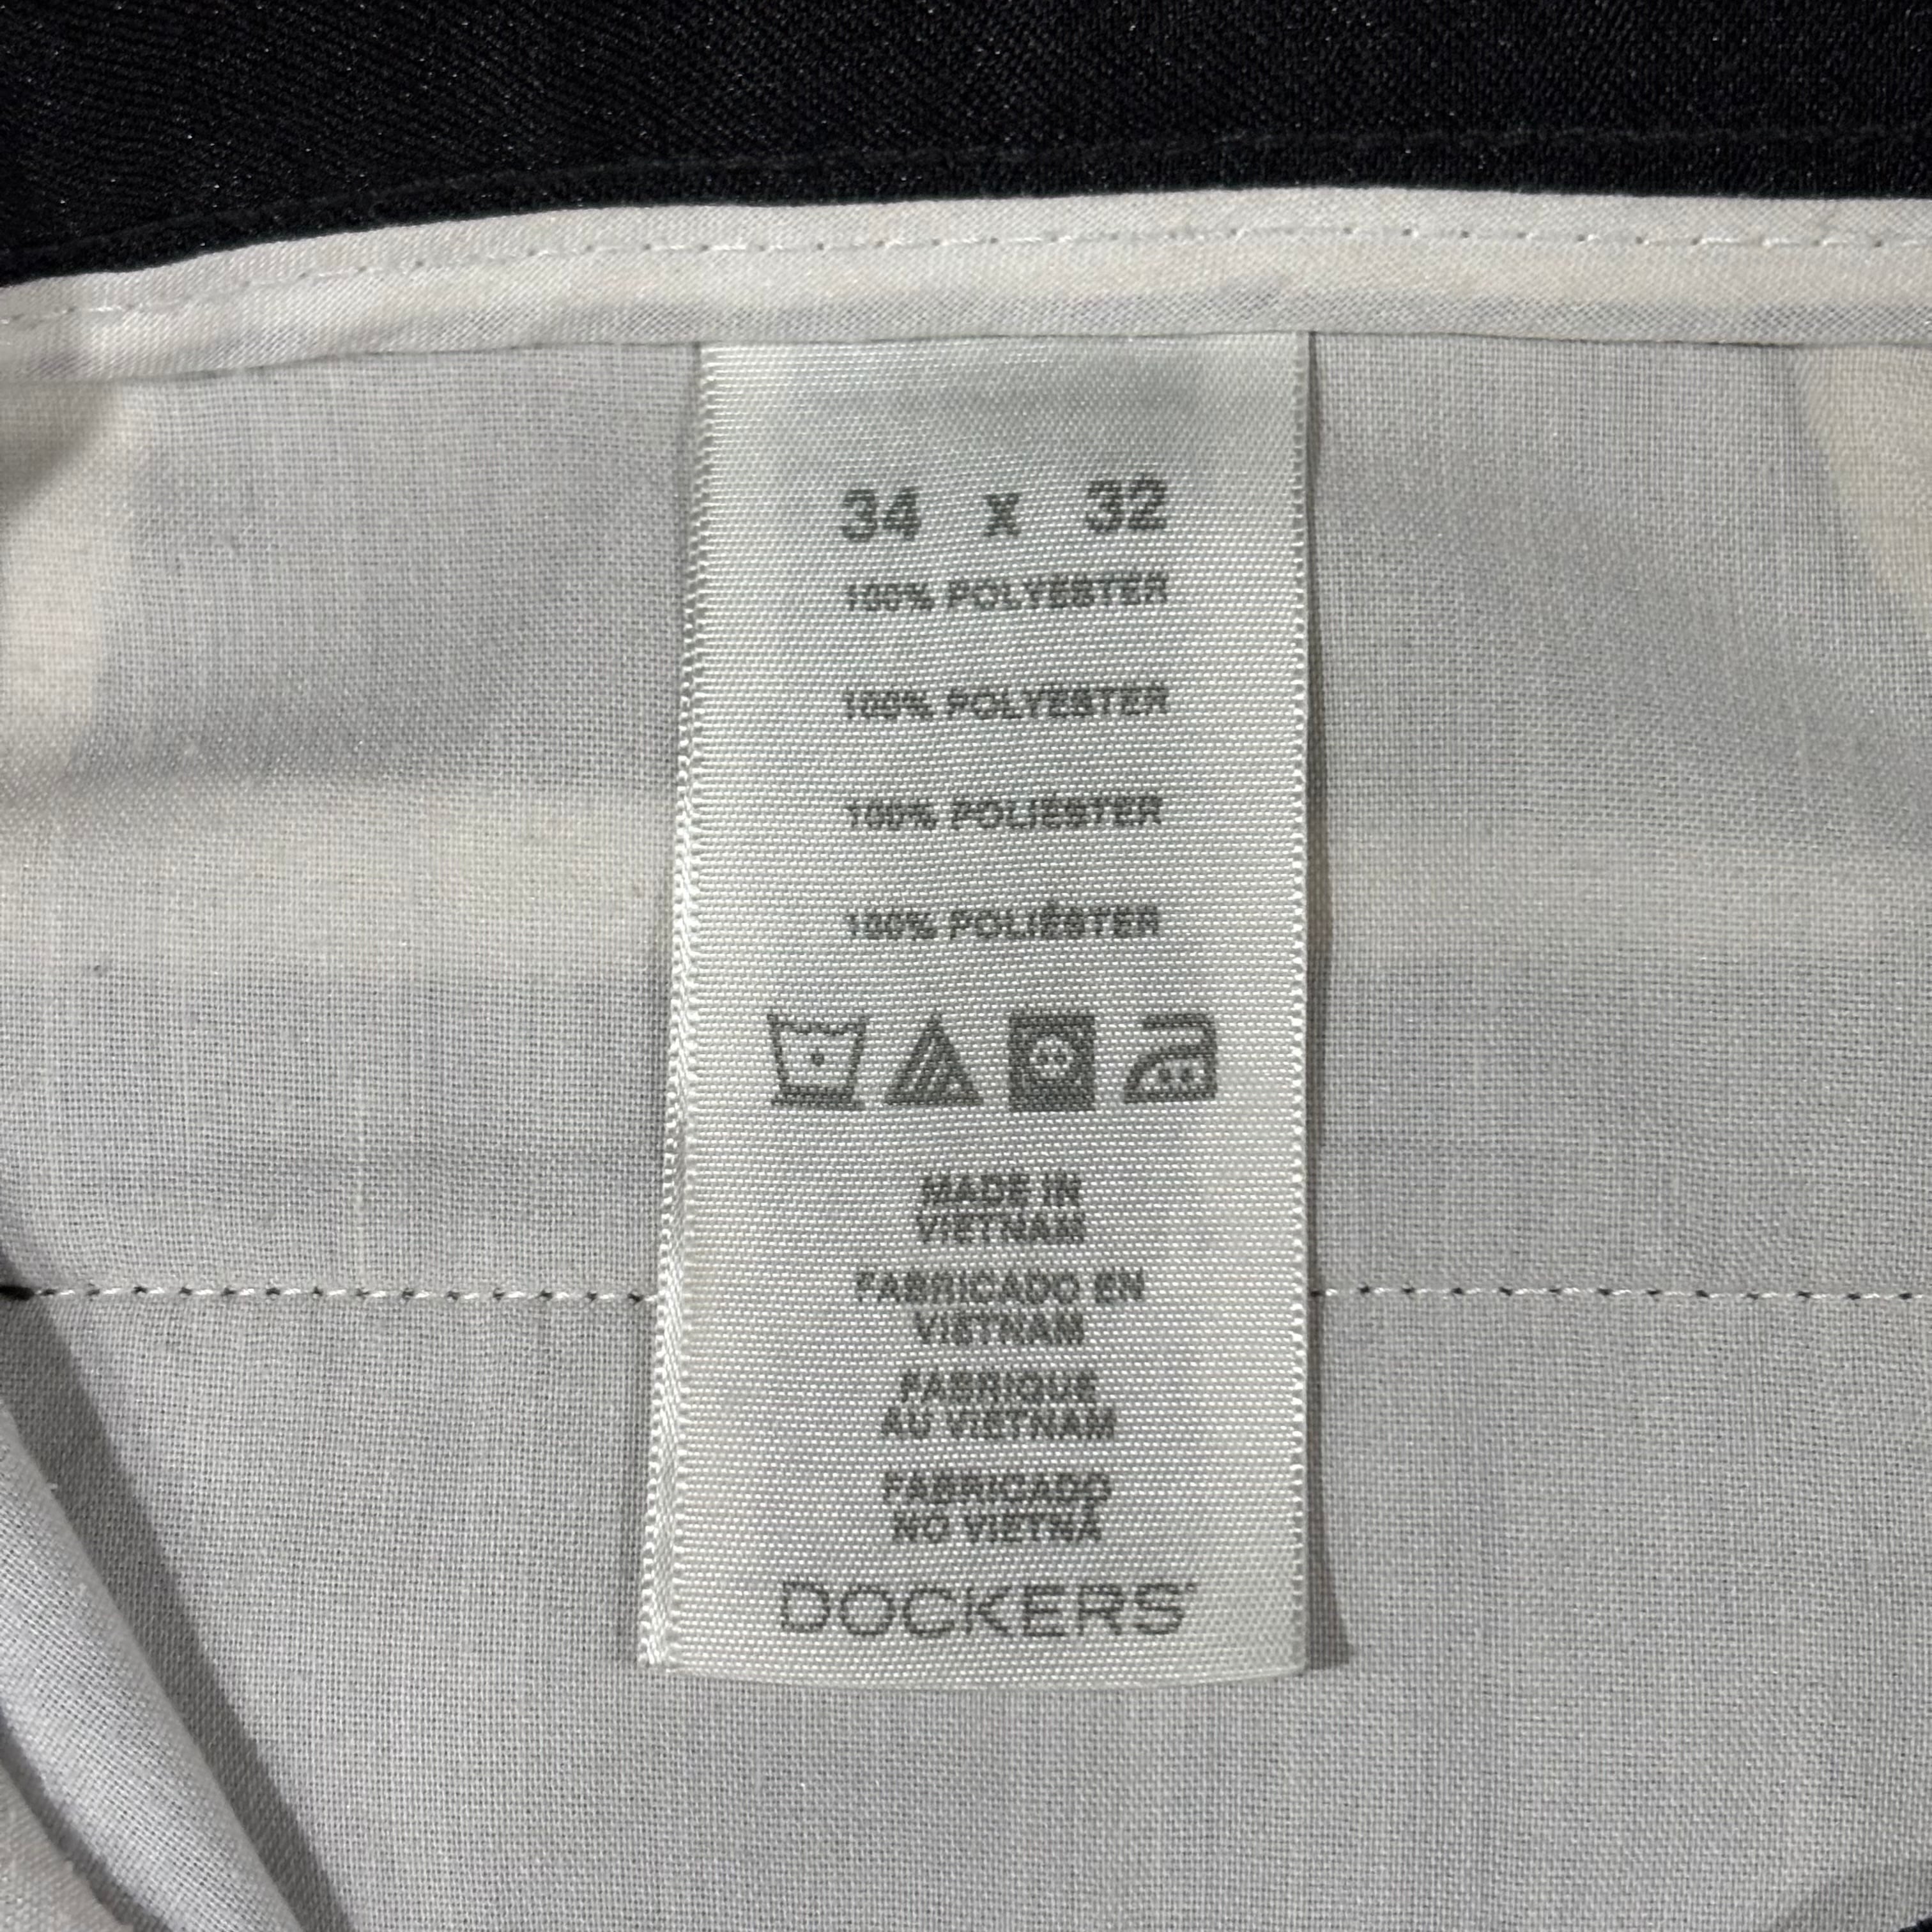 34 x 32
100% POLYESTER
100% POLYESTER
100% POLIÉSTER
100% POLIÉSTER
MADE IN
VIETNAM
FABRICADO EN
VIETNAM
FABRIQUE
AU VIETNAM
FABRICADO
NO VIETNÃ
DOCKERS